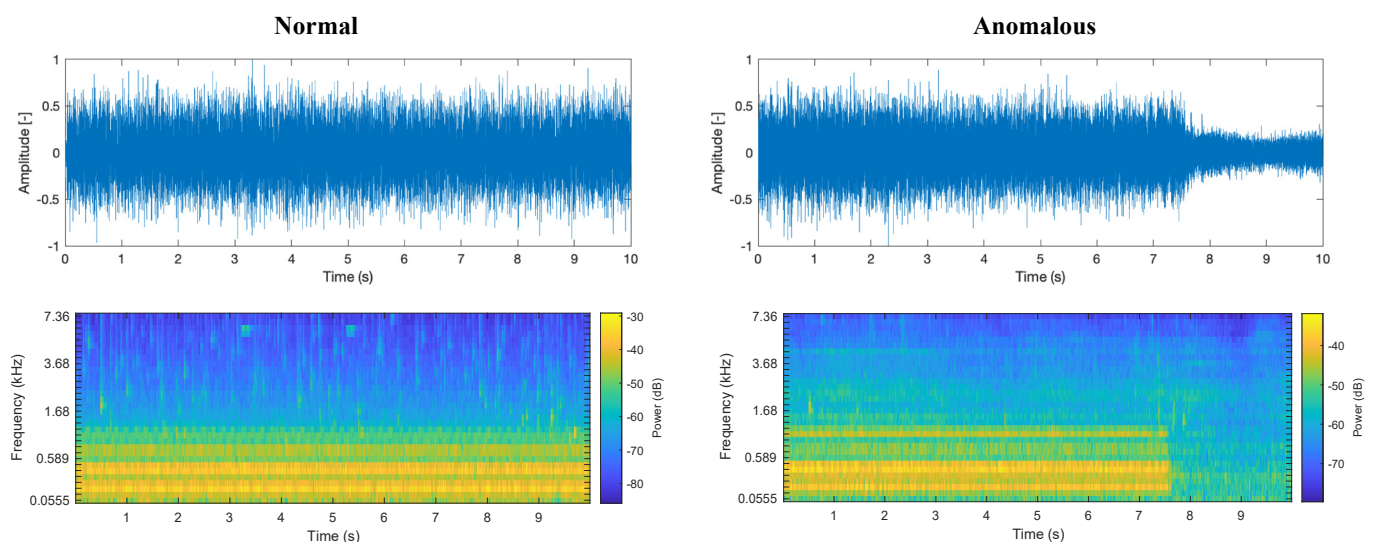 Normal
Anomalous
1
0.5
0
-0.5
-1
Amplitude [-]
0 1 2 3 4 5 6 7 8 9 10
Time (s)
1
0.5
0
-0.5
-1
Amplitude [-]
0 1 2 3 4 5 6 7 8 9 10
Time (s)
7.36
3.68
1.68
0.589
0.0555
Frequency (kHz)
1 2 3 4 5 6 7 8 9
Time (s)
-30
-40
-50
-60
-70
-80
Power (dB)
7.36
3.68
1.68
0.589
0.0555
Frequency (kHz)
1 2 3 4 5 6 7 8 9
Time (s)
-40
-50
-60
-70
Power (dB)